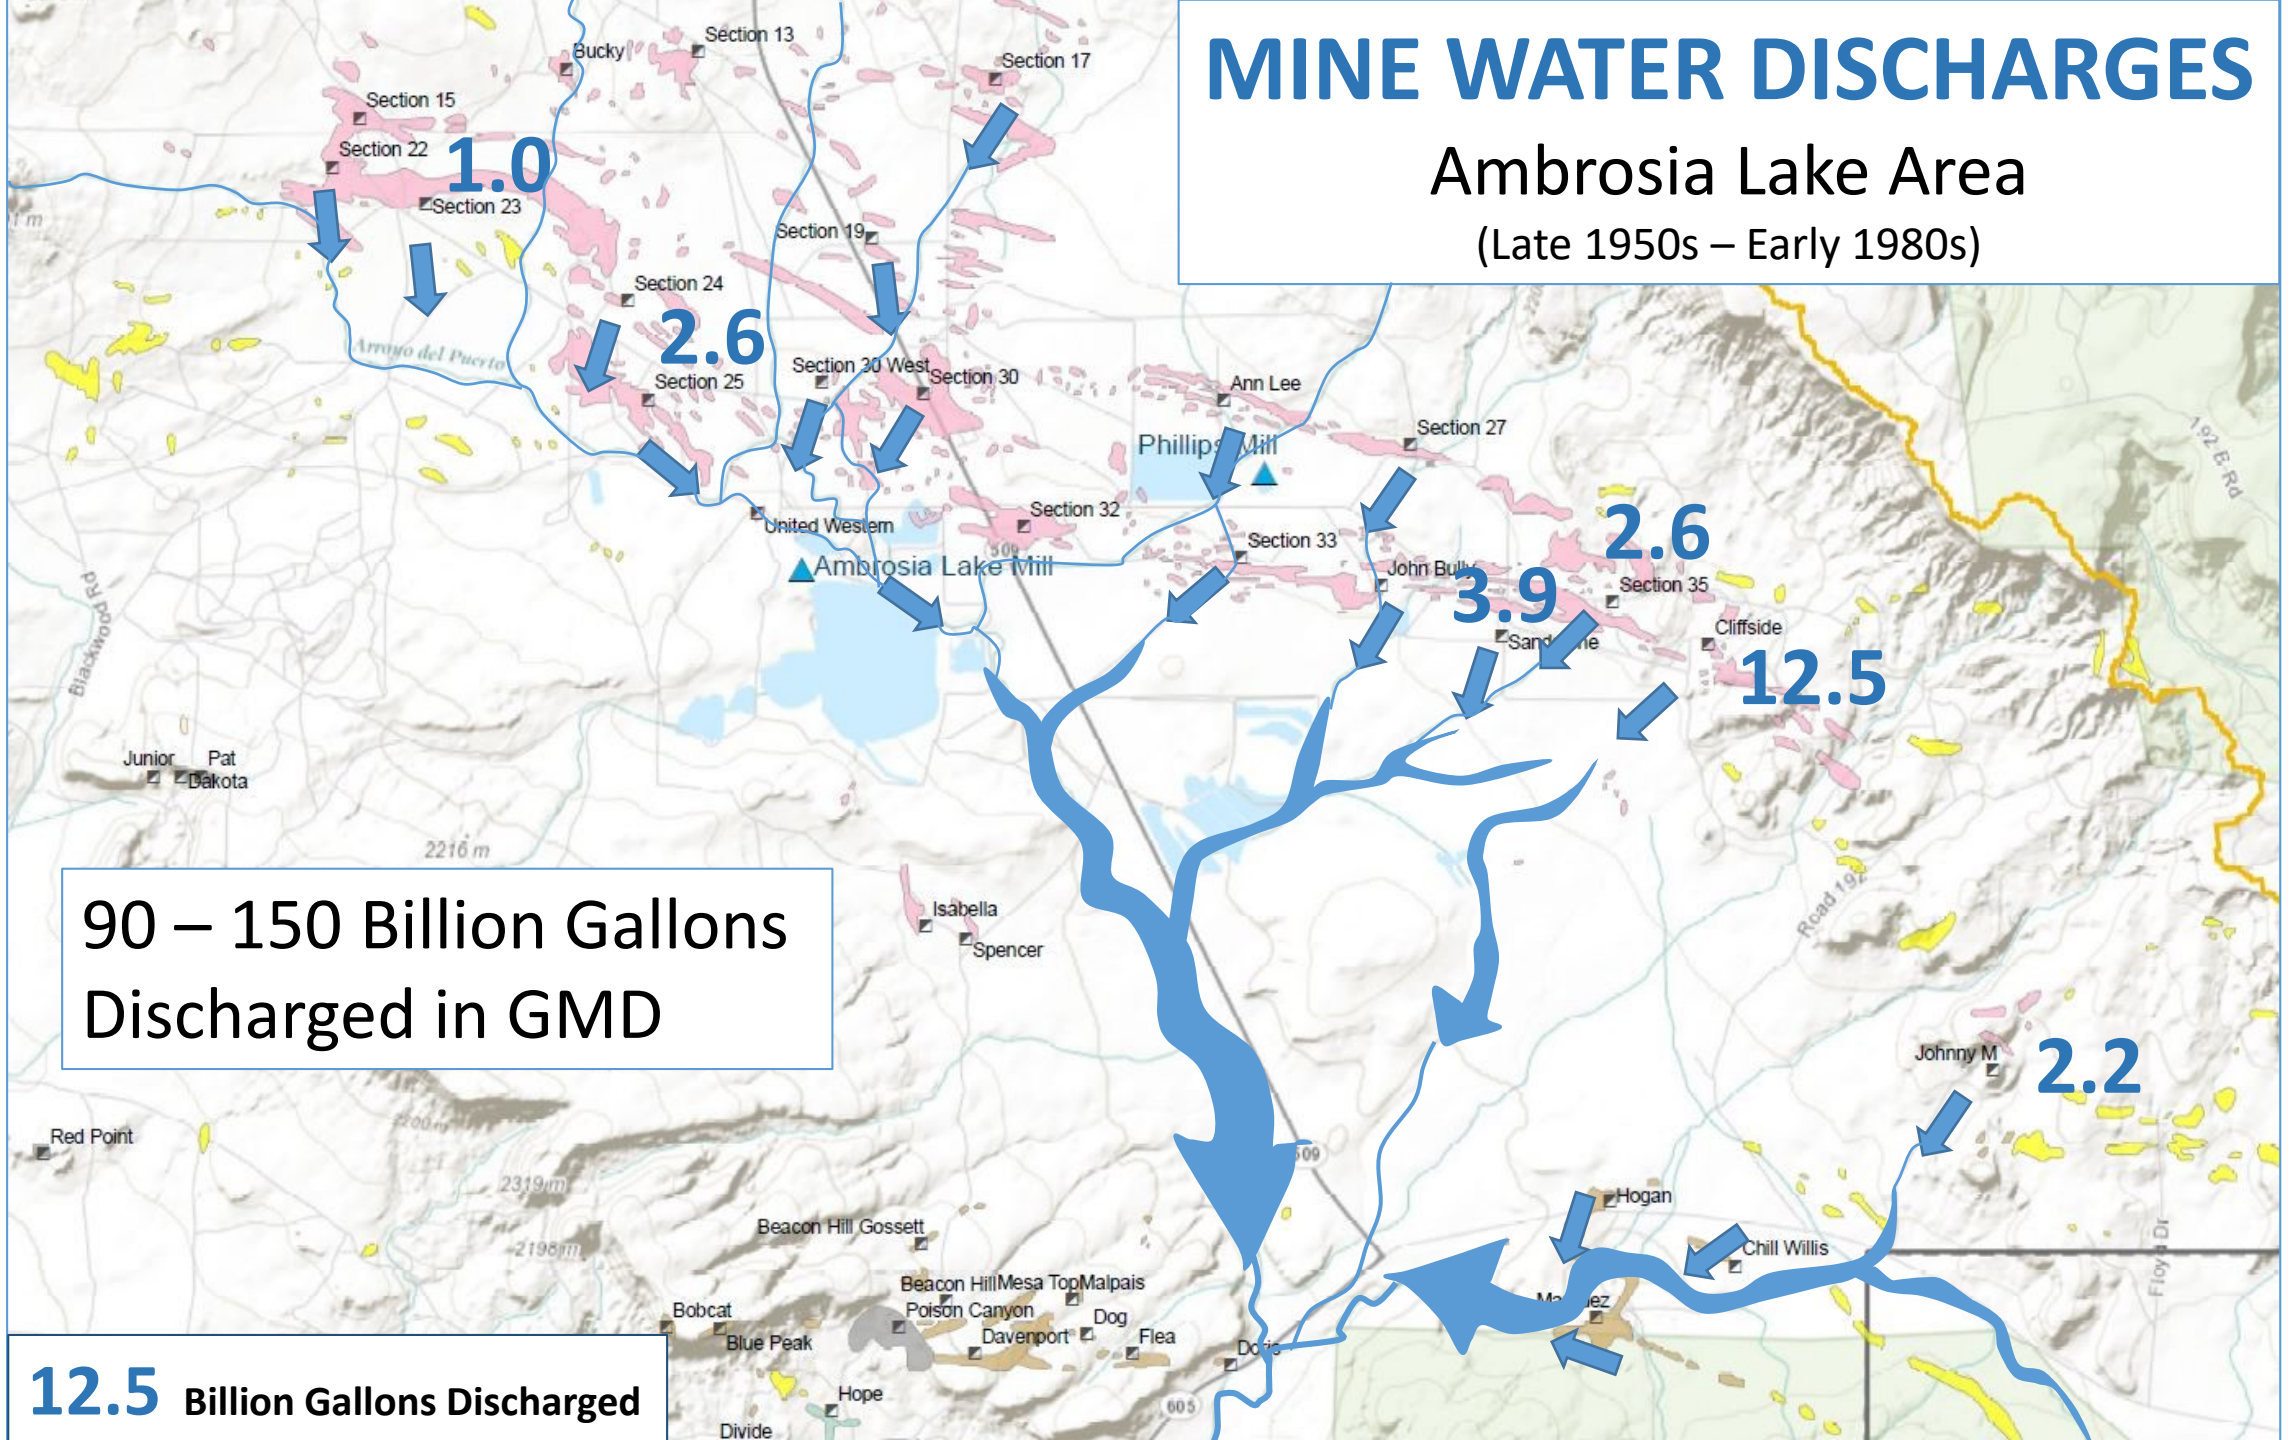 MINE WATER DISCHARGES
Ambrosia Lake Area
(Late 1950s – Early 1980s)
Bucky
Section 13
Section 17
Section 15
Section 22
1.0
Section 23
Section 19
Section 24
2.6
Arroyo del Puerto
Section 25
Section 30 West
Section 30
Ann Lee
Section 27
Phillips Mill
192 B Rd
Section 32
United Western
509
Section 33
2.6
Ambrosia Lake Mill
John Bully
3.9
Section 35
Blackwood Rd
Cliffside
12.5
Junior
Pat
Dakota
2216 m
90 – 150 Billion Gallons
Discharged in GMD
Isabella
Spencer
Road 192
Johnny M
2.2
Red Point
2200 m
2319 m
509
Hogan
Beacon Hill Gossett
2198 m
Chill Willis
Floyd Dr
Beacon Hill
Mesa Top
Malpais
Poison Canyon
Bobcat
Dog
Blue Peak
Davenport
Flea
Doris
12.5 Billion Gallons Discharged
Hope
605
Divide